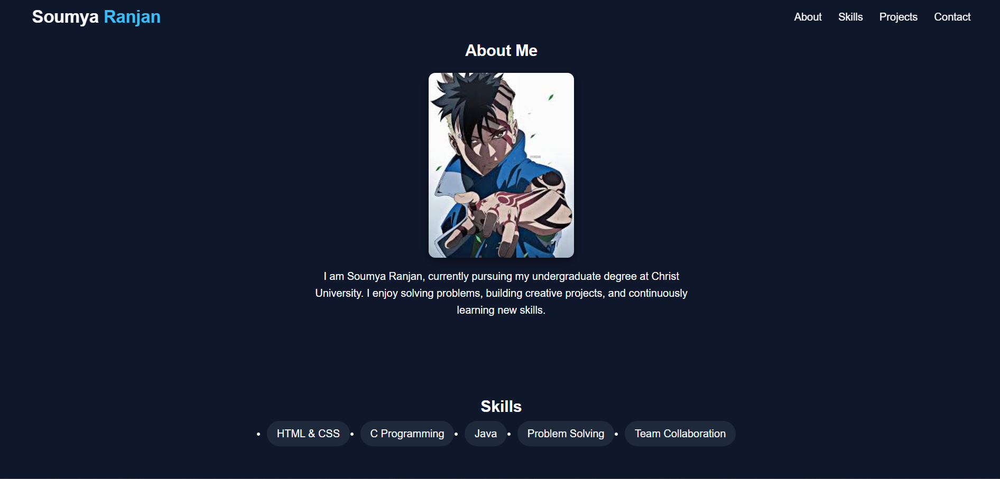 Soumya Ranjan
About Skills Projects Contact
About Me
I am Soumya Ranjan, currently pursuing my undergraduate degree at Christ
University. I enjoy solving problems, building creative projects, and continuously
learning new skills.
Skills
• HTML & CSS • C Programming • Java • Problem Solving • Team Collaboration